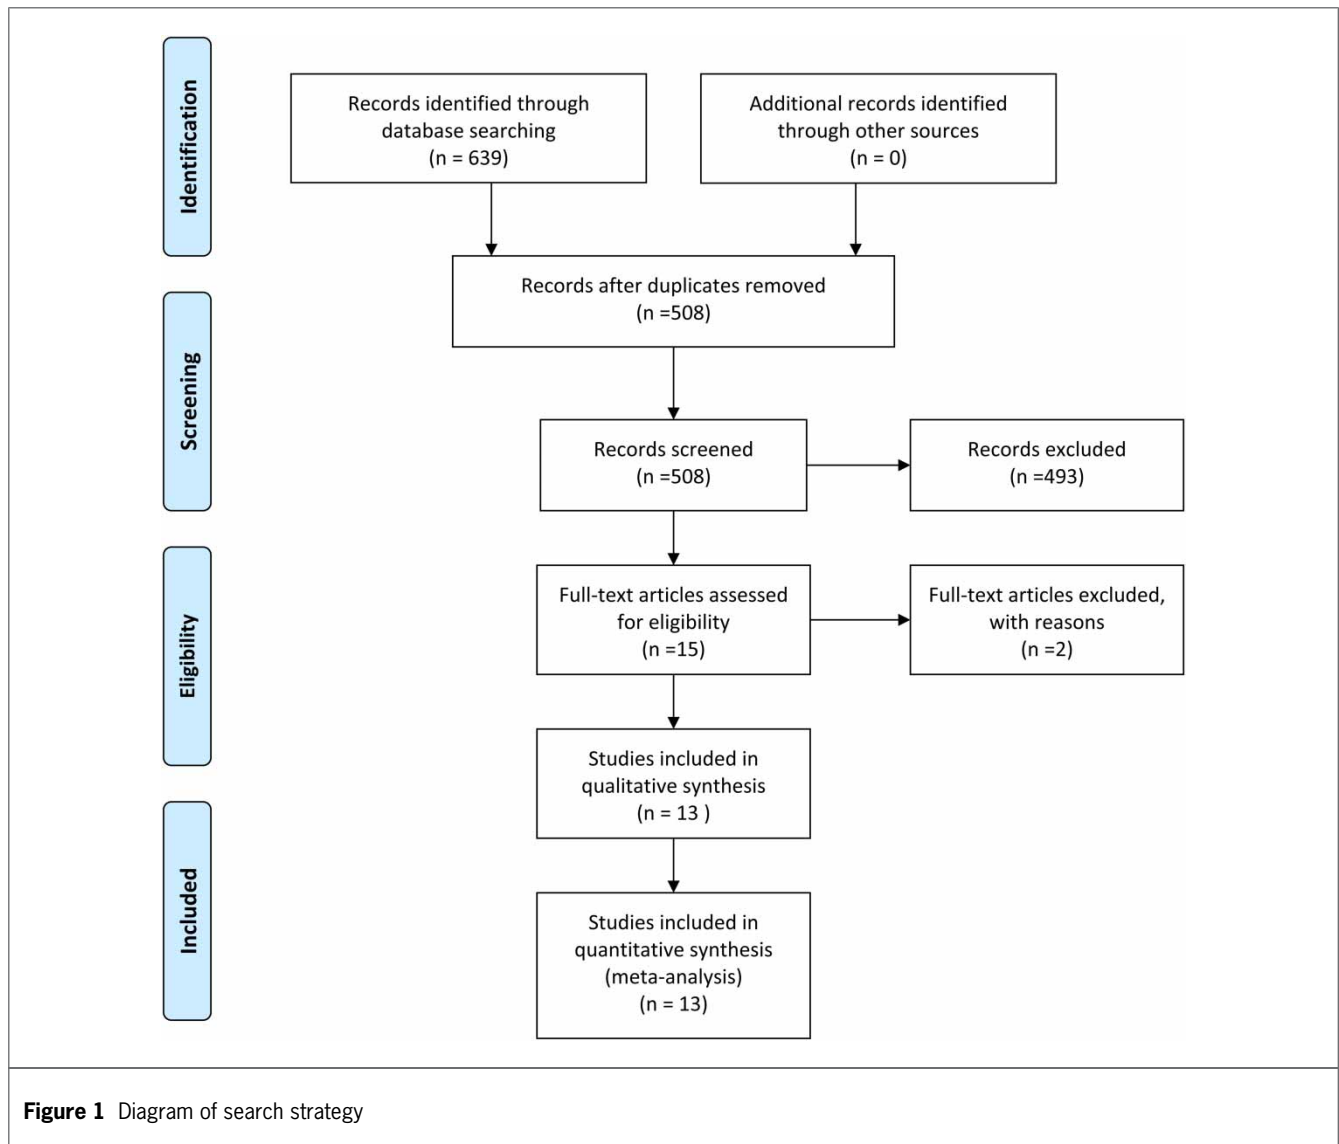 Identification
Records identified through
database searching
(n = 639)
Additional records identified
through other sources
(n = 0)
Records after duplicates removed
(n =508)
Screening
Records screened
(n =508)
Records excluded
(n =493)
Eligibility
Full-text articles assessed
for eligibility
(n =15)
Full-text articles excluded,
with reasons
(n =2)
Studies included in
qualitative synthesis
(n = 13 )
Included
Studies included in
quantitative synthesis
(meta-analysis)
(n = 13)
Figure 1 Diagram of search strategy